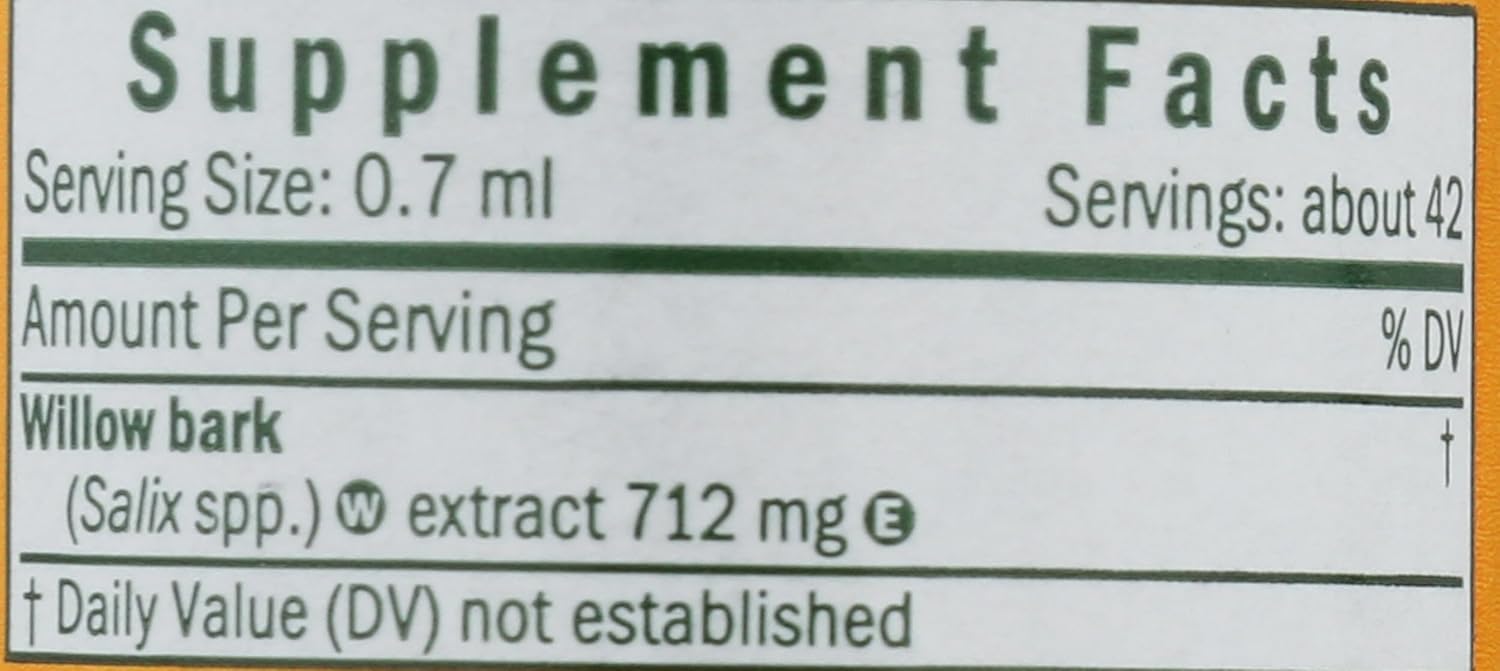 Supplement Facts
Serving Size: 0.7 ml Servings: about 42
Amount Per Serving % DV
Willow bark †
(Salix spp.) Ⓦ extract 712 mg Ⓔ
† Daily Value (DV) not established